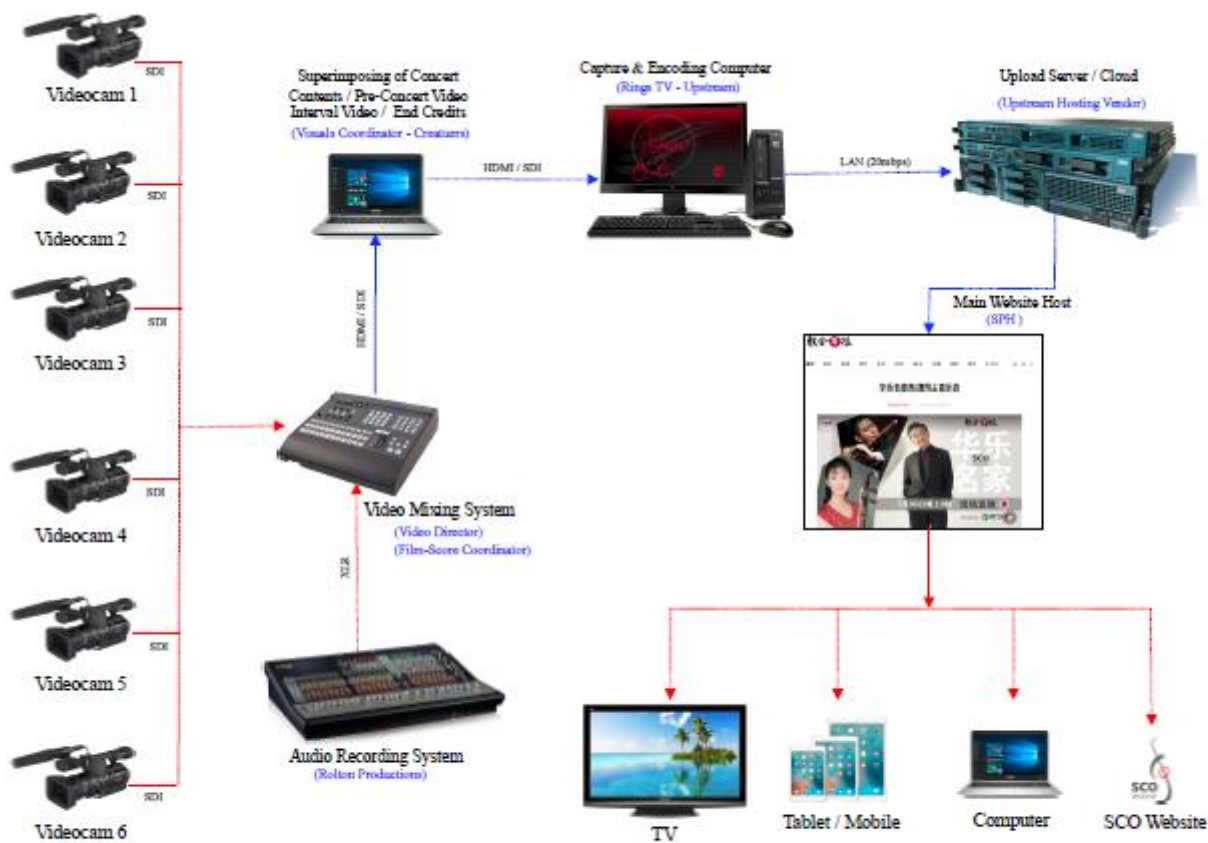 SDI
Videocam 1
SDI
Videocam 2
SDI
Videocam 3
SDI
Videocam 4
SDI
Videocam 5
SDI
Videocam 6
Superimposing of Concert
Contents / Pre-Concert Video
Interval Video / End Credits
(Visuals Coordinator - Creatures)
HDMI / SDI
Capture & Encoding Computer
(Rings TV - Upstream)
LAN (20mbps)
Upload Server / Cloud
(Upstream Hosting Vendor)
HDMI / SDI
Video Mixing System
(Video Director)
(Film-Score Coordinator)
XLR
Audio Recording System
(Rolton Productions)
Main Website Host
(SPH )
华乐
SCO
名家
TV
Tablet / Mobile
Computer
SCO
SCO Website